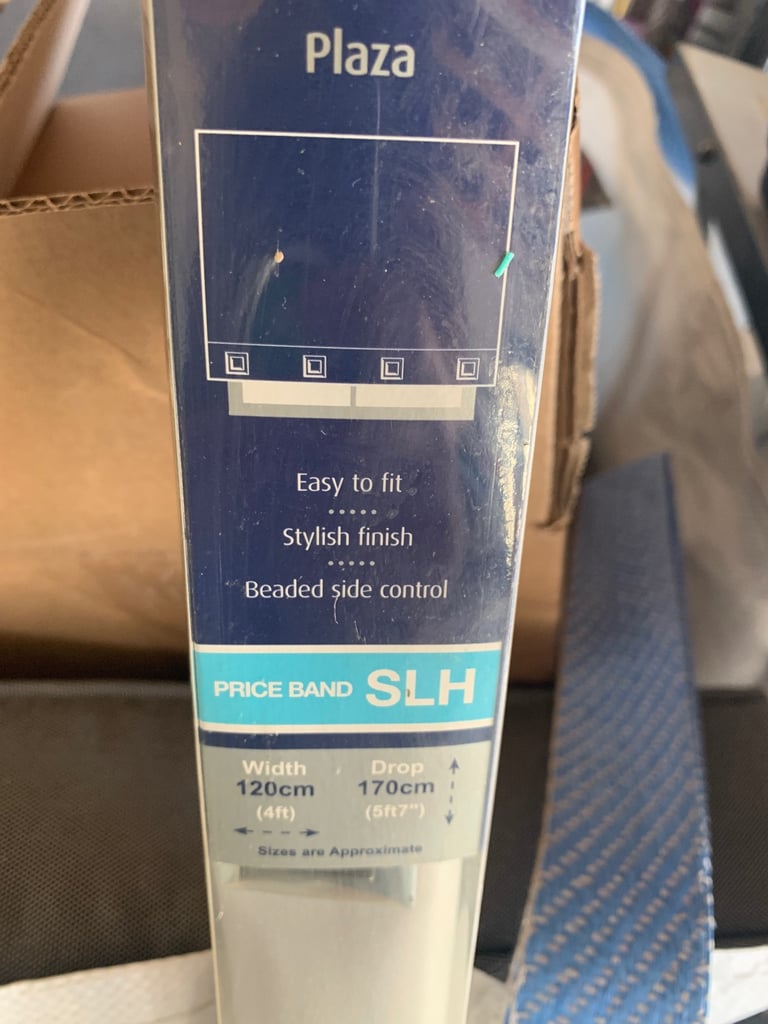 Plaza
Easy to fit
Stylish finish
Beaded side control
PRICE BAND SLH
Width Drop
120cm 170cm
(4ft) (5ft7")
Sizes are Approximate